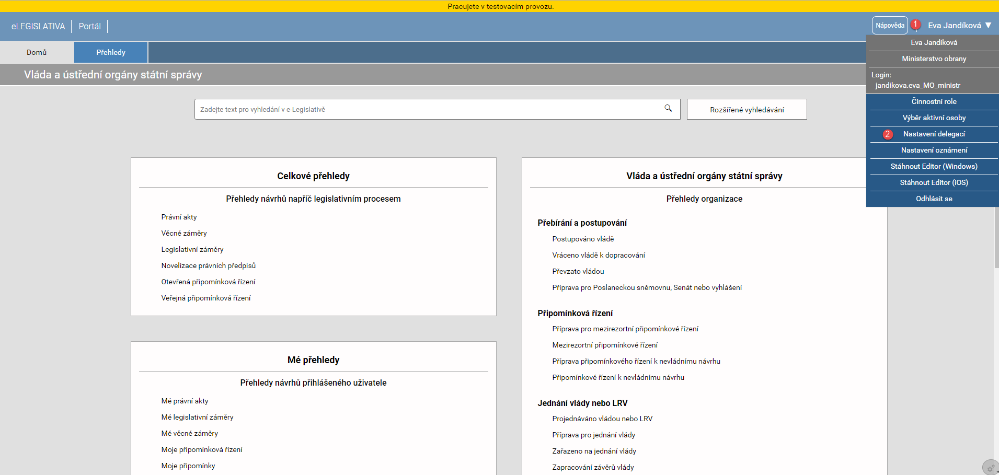 Pracujete v testovacím provozu.
eLEGISLATIVA
Portál
Nápověda
1
Eva Jandíková ▼
Domů
Přehledy
Eva Jandíková
Ministerstvo obrany
Login:
jandikova.eva_MO_ministr
Činnostní role
Výběr aktivní osoby
2
Nastavení delegací
Nastavení oznámení
Stáhnout Editor (Windows)
Stáhnout Editor (iOS)
Odhlásit se
Vláda a ústřední orgány státní správy
Zadejte text pro vyhledání v e-Legislativě
Rozšířené vyhledávání
Celkové přehledy
Přehledy návrhů napříč legislativním procesem
Právní akty
Věcné záměry
Legislativní záměry
Novelizace právních předpisů
Otevřená připomínková řízení
Veřejná připomínková řízení
Mé přehledy
Přehledy návrhů přihlášeného uživatele
Mé právní akty
Mé legislativní záměry
Mé věcné záměry
Moje připomínková řízení
Moje připomínky
Vláda a ústřední orgány státní správy
Přehledy organizace
Přebírání a postupování
Postupováno vládě
Vráceno vládě k dopracování
Převzato vládou
Příprava pro Poslaneckou sněmovnu, Senát nebo vyhlášení
Připomínková řízení
Příprava pro mezirezortní připomínkové řízení
Mezirezortní připomínkové řízení
Příprava připomínkového řízení k nevládnímu návrhu
Připomínkové řízení k nevládnímu návrhu
Jednání vlády nebo LRV
Projednáváno vládou nebo LRV
Příprava pro jednání vlády
Zařazeno na jednání vlády
Zapracování závěrů vlády